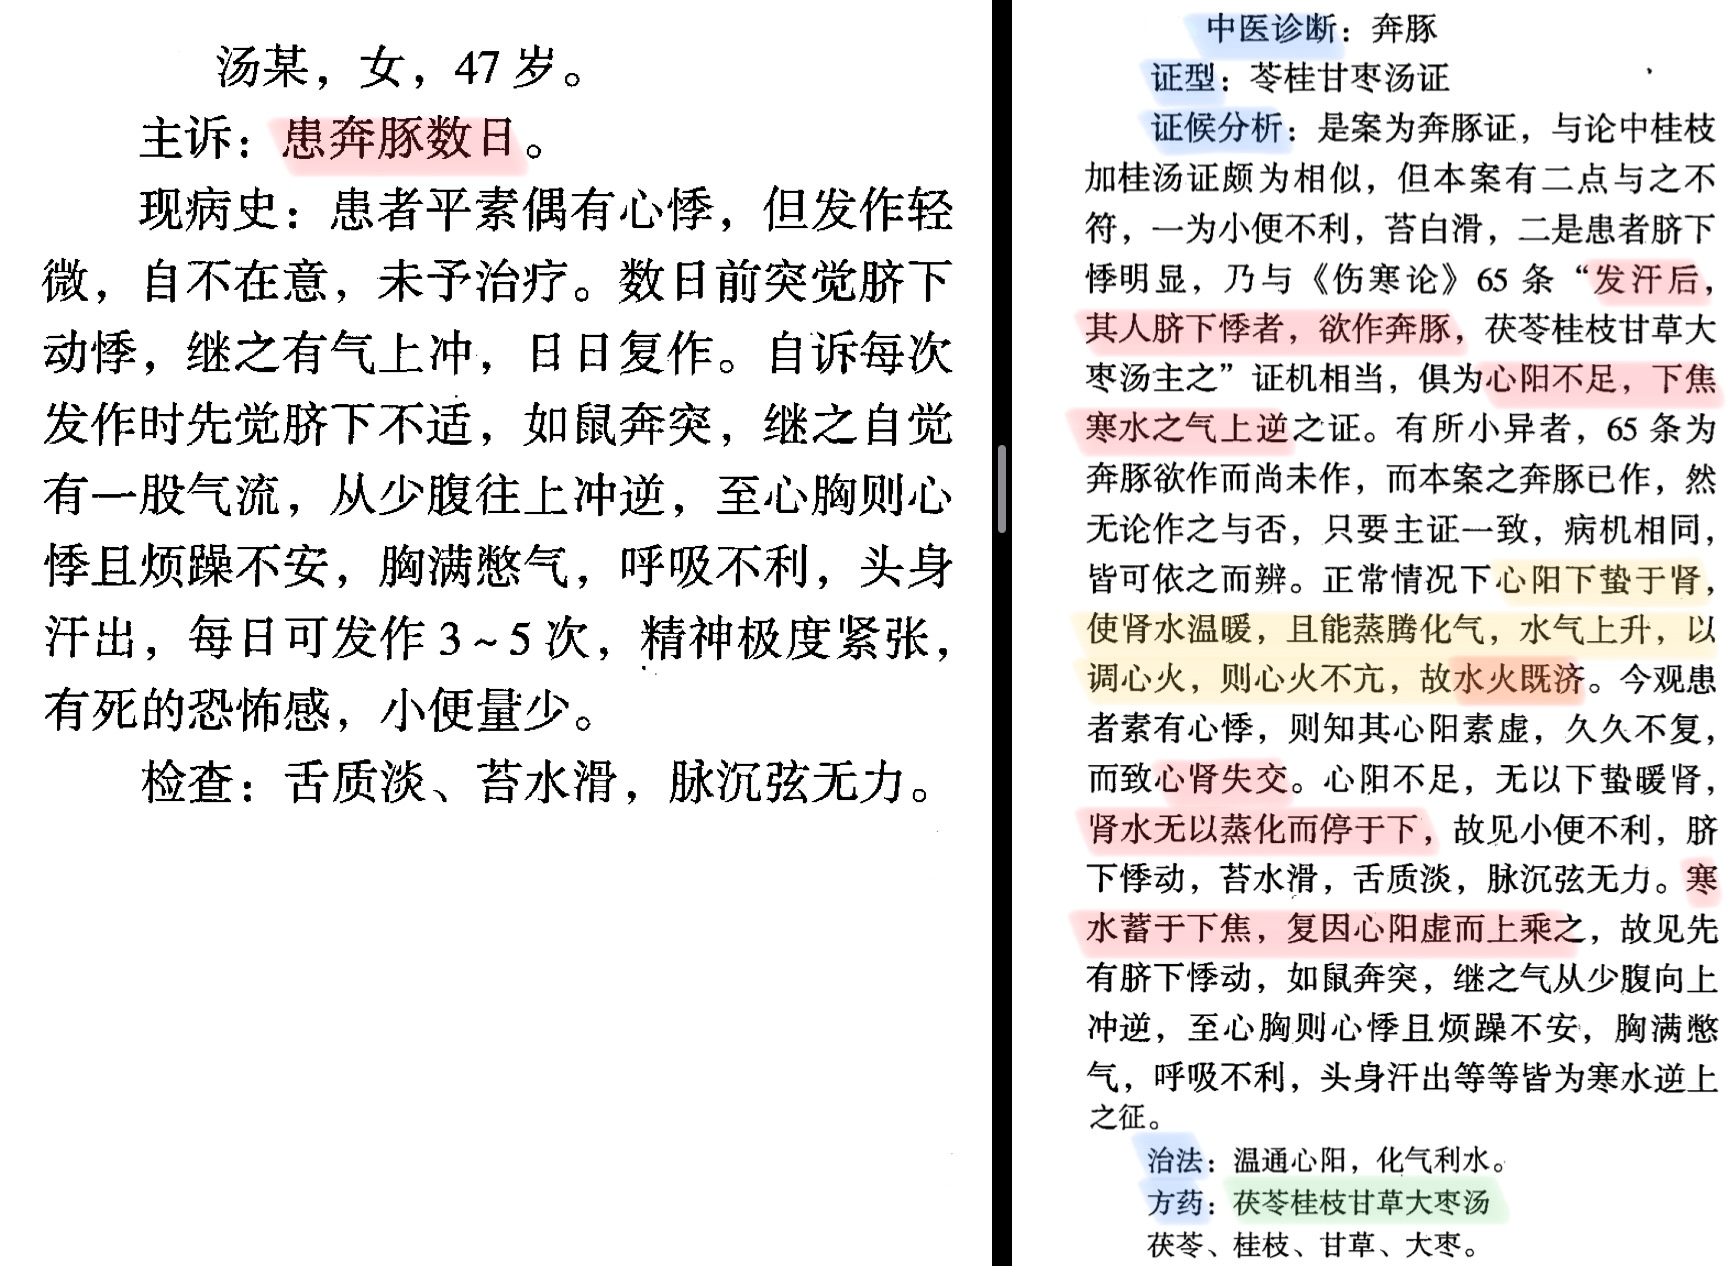 汤某，女，47岁。
主诉：患奔豚数日。
现病史：患者平素偶有心悸，但发作轻
微，自不在意，未予治疗。数日前突觉脐下
动悸，继之有气上冲，日日复作。自诉每次
发作时先觉脐下不适，如鼠奔突，继之自觉
有一股气流，从少腹往上冲逆，至心胸则心
悸且烦躁不安，胸满憋气，呼吸不利，头身
汗出，每日可发作3~5次，精神极度紧张，
有死的恐怖感，小便量少。
检查：舌质淡、苔水滑，脉沉弦无力。
中医诊断：奔豚
证型：苓桂甘枣汤证
证候分析：是案为奔豚证，与论中桂枝
加桂汤证颇为相似，但本案有二点与之不
符，一为小便不利，苔白滑，二是患者脐下
悸明显，乃与《伤寒论》65条“发汗后，
其人脐下悸者，欲作奔豚，茯苓桂枝甘草大
枣汤主之”证机相当，俱为心阳不足，下焦
寒水之气上逆之证。有所小异者，65条为
奔豚欲作而尚未作，而本案之奔豚已作，然
无论作之与否，只要主证一致，病机相同，
皆可依之而辨。正常情况下心阳下蛰于肾，
使肾水温暖，且能蒸腾化气，水气上升，以
调心火，则心火不亢，故水火既济。今观患
者素有心悸，则知其心阳素虚，久久不复，
而致心肾失交。心阳不足，无以下蛰暖肾，
肾水无以蒸化而停于下，故见小便不利，脐
下悸动，苔水滑，舌质淡，脉沉弦无力。寒
水蓄于下焦，复因心阳虚而上乘之，故见先
有脐下悸动，如鼠奔突，继之气从少腹向上
冲逆，至心胸则心悸且烦躁不安，胸满憋
气，呼吸不利，头身汗出等等皆为寒水逆上
之征。
治法：温通心阳，化气利水。
方药：茯苓桂枝甘草大枣汤
茯苓、桂枝、甘草、大枣。